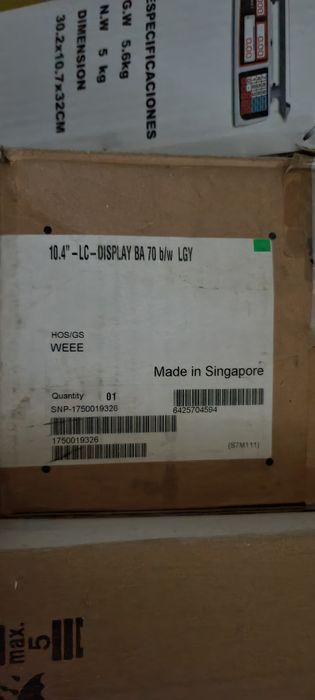 ESPECIFICACIONES
G.W 5.6kg
N.W 5 kg
DIMENSION
30.2x10.7x32CM
10.4"-LC-DISPLAY BA 70 b/w LGY
HOS/GS
WEEE
Made in Singapore
Quantity 01
SNP-1750019326
6425704594
1750019326
(S7M111)
max.
5